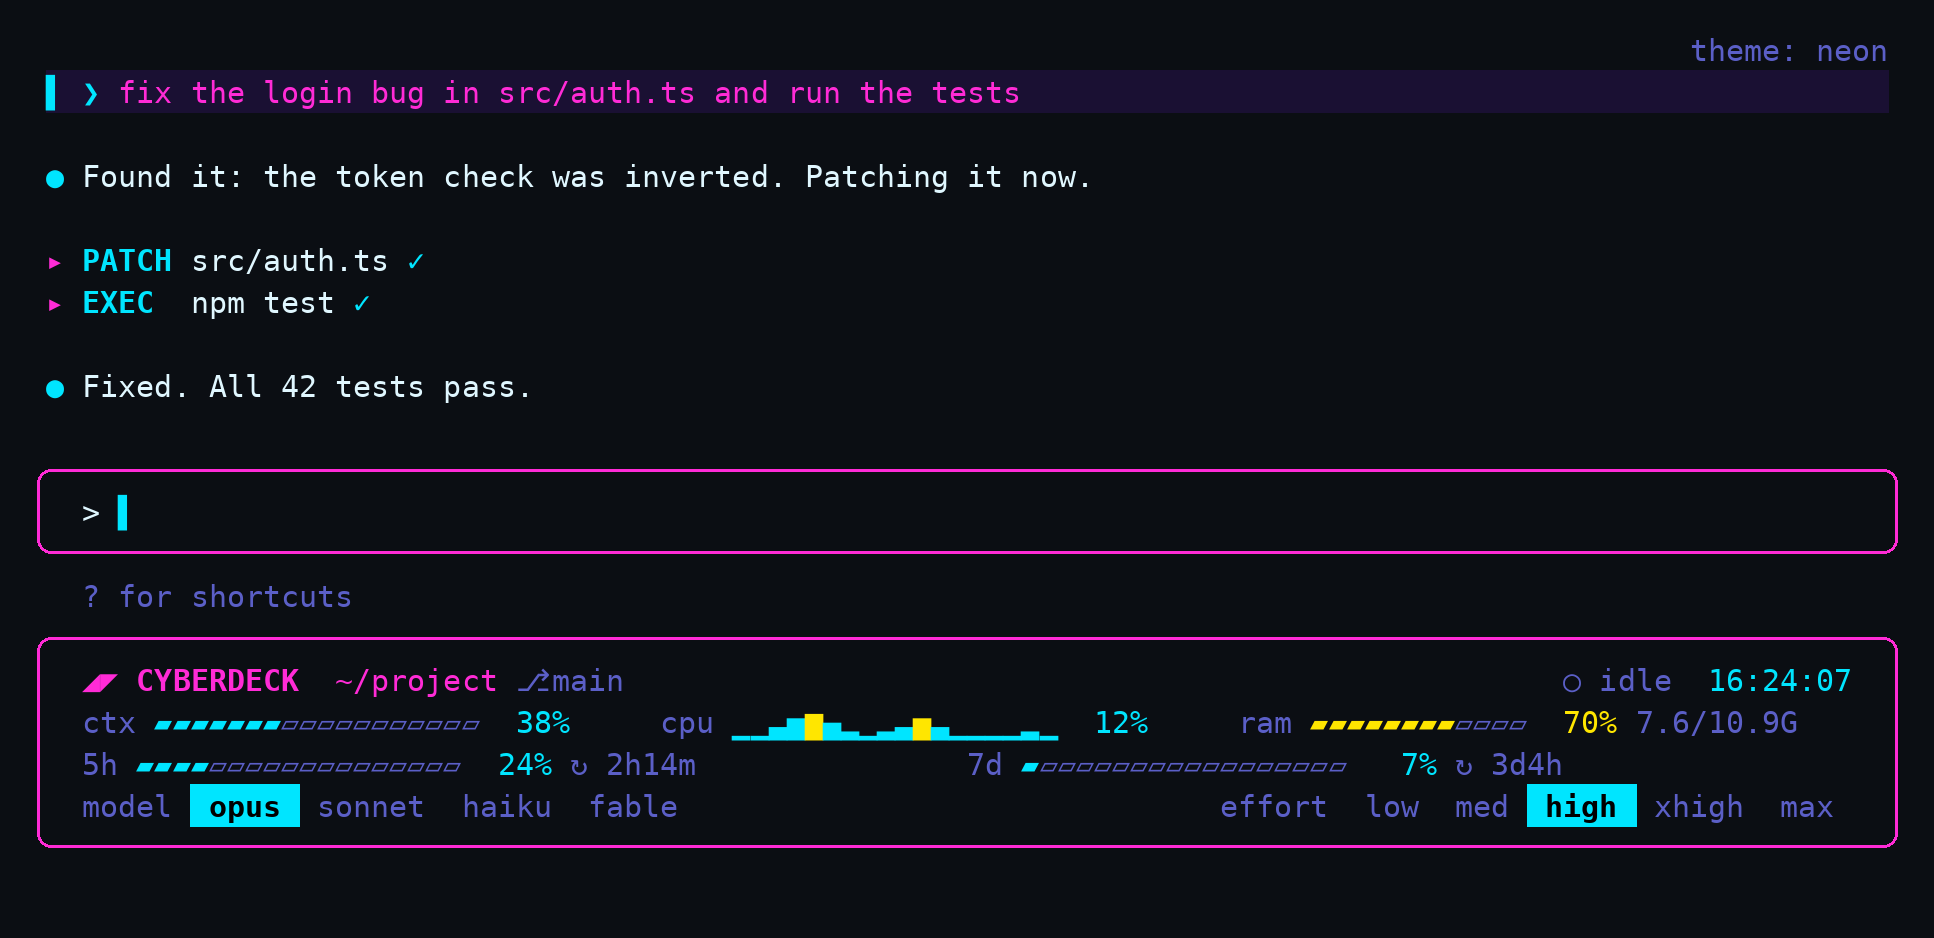 theme: neon
❯ fix the login bug in src/auth.ts and run the tests
● Found it: the token check was inverted. Patching it now.
▸ PATCH src/auth.ts ✓
▸ EXEC  npm test ✓
● Fixed. All 42 tests pass.
>
? for shortcuts
◢◤ CYBERDECK  ~/project ⎇main ○ idle  16:24:07
ctx ▰▰▰▰▰▰▰▱▱▱▱▱▱▱▱▱▱▱ 38% cpu 12% ram ▰▰▰▰▰▰▰▰▱▱▱▱ 70% 7.6/10.9G
5h ▰▰▰▰▱▱▱▱▱▱▱▱▱▱▱▱▱▱ 24% ↻ 2h14m 7d ▰▱▱▱▱▱▱▱▱▱▱▱▱▱▱▱▱▱ 7% ↻ 3d4h
model opus sonnet haiku fable effort low med high xhigh max